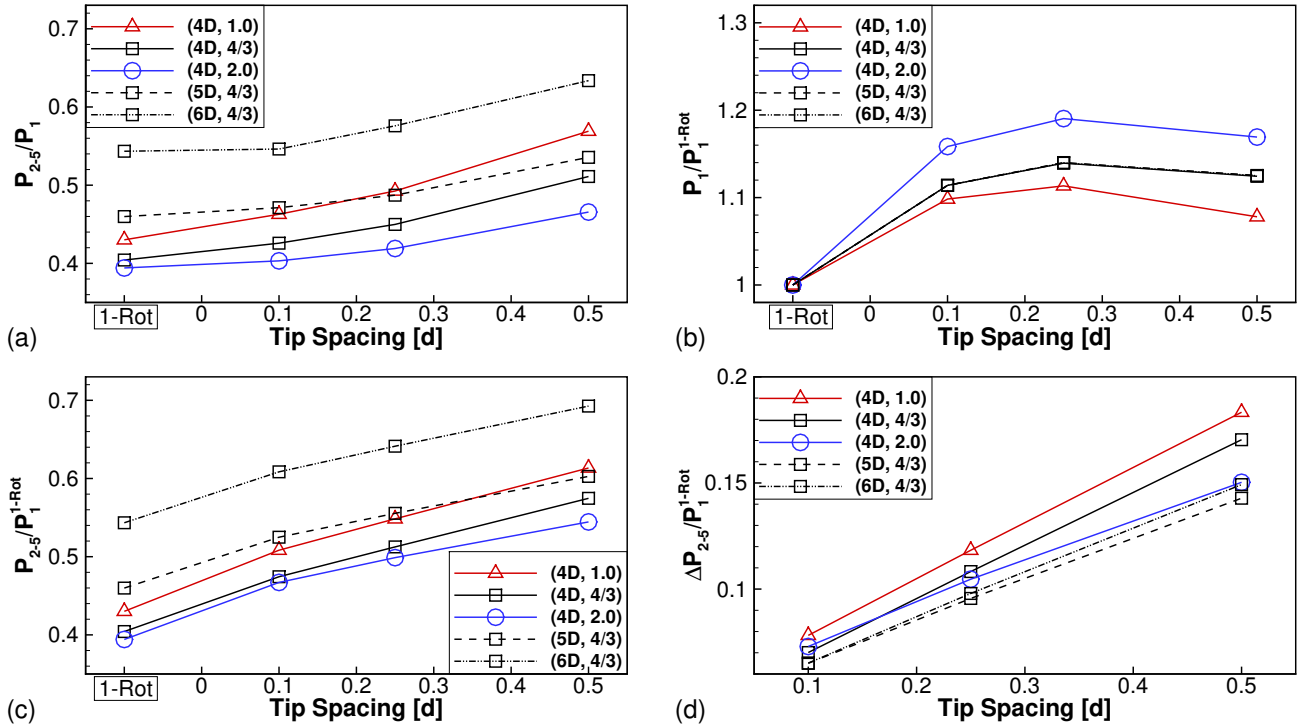 0.7
0.6
0.5
0.4
P2-5/P1
(4D, 1.0)
(4D, 4/3)
(4D, 2.0)
(5D, 4/3)
(6D, 4/3)
1-Rot 0 0.1 0.2 0.3 0.4 0.5
Tip Spacing [d]
(a)
1.3
1.2
1.1
1
P1/P1^1-Rot
(4D, 1.0)
(4D, 4/3)
(4D, 2.0)
(5D, 4/3)
(6D, 4/3)
1-Rot 0 0.1 0.2 0.3 0.4 0.5
Tip Spacing [d]
(b)
0.7
0.6
0.5
0.4
P2-5/P1^1-Rot
(4D, 1.0)
(4D, 4/3)
(4D, 2.0)
(5D, 4/3)
(6D, 4/3)
1-Rot 0 0.1 0.2 0.3 0.4 0.5
Tip Spacing [d]
(c)
0.2
0.15
0.1
ΔP2-5/P1^1-Rot
(4D, 1.0)
(4D, 4/3)
(4D, 2.0)
(5D, 4/3)
(6D, 4/3)
0.1 0.2 0.3 0.4 0.5
Tip Spacing [d]
(d)